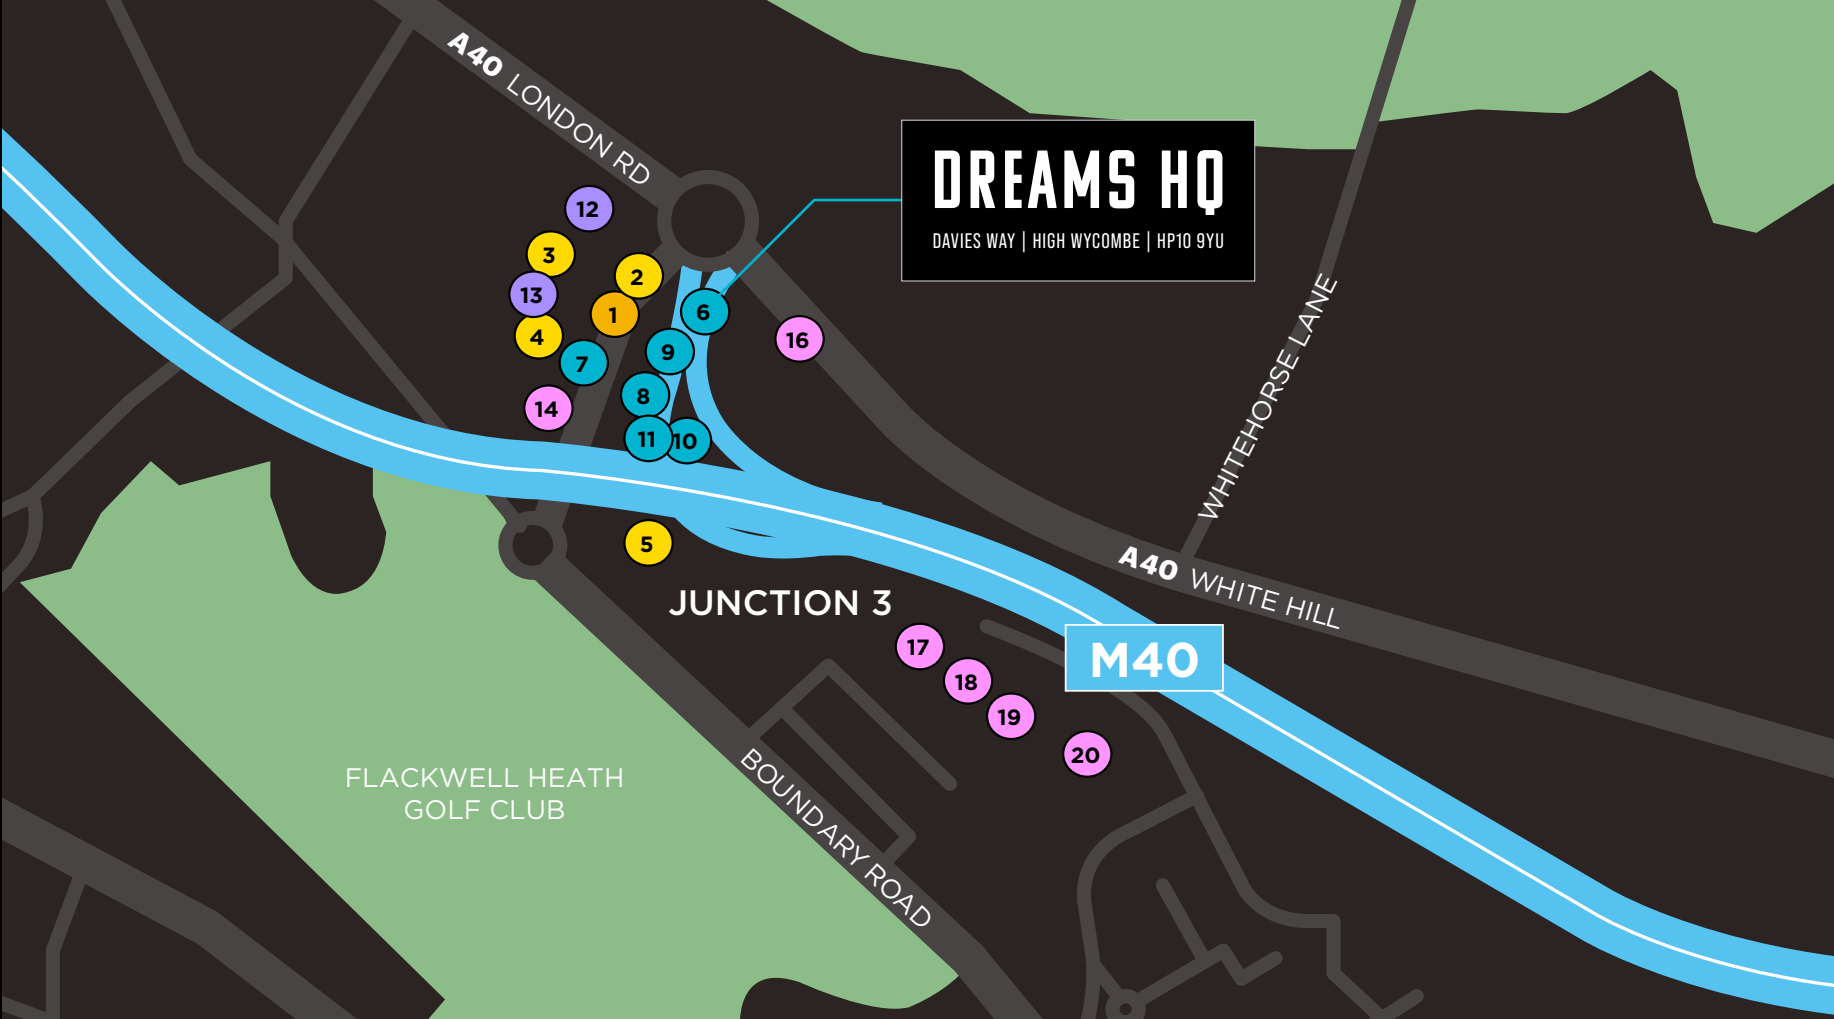 A40 LONDON RD
DREAMS HQ
DAVIES WAY | HIGH WYCOMBE | HP10 9YU
12
3
2
13
1
6
4
16
9
7
8
14
11
10
WHITEHORSE LANE
5
A40 WHITE HILL
JUNCTION 3
17
M40
18
19
20
FLACKWELL HEATH
GOLF CLUB
BOUNDARY ROAD